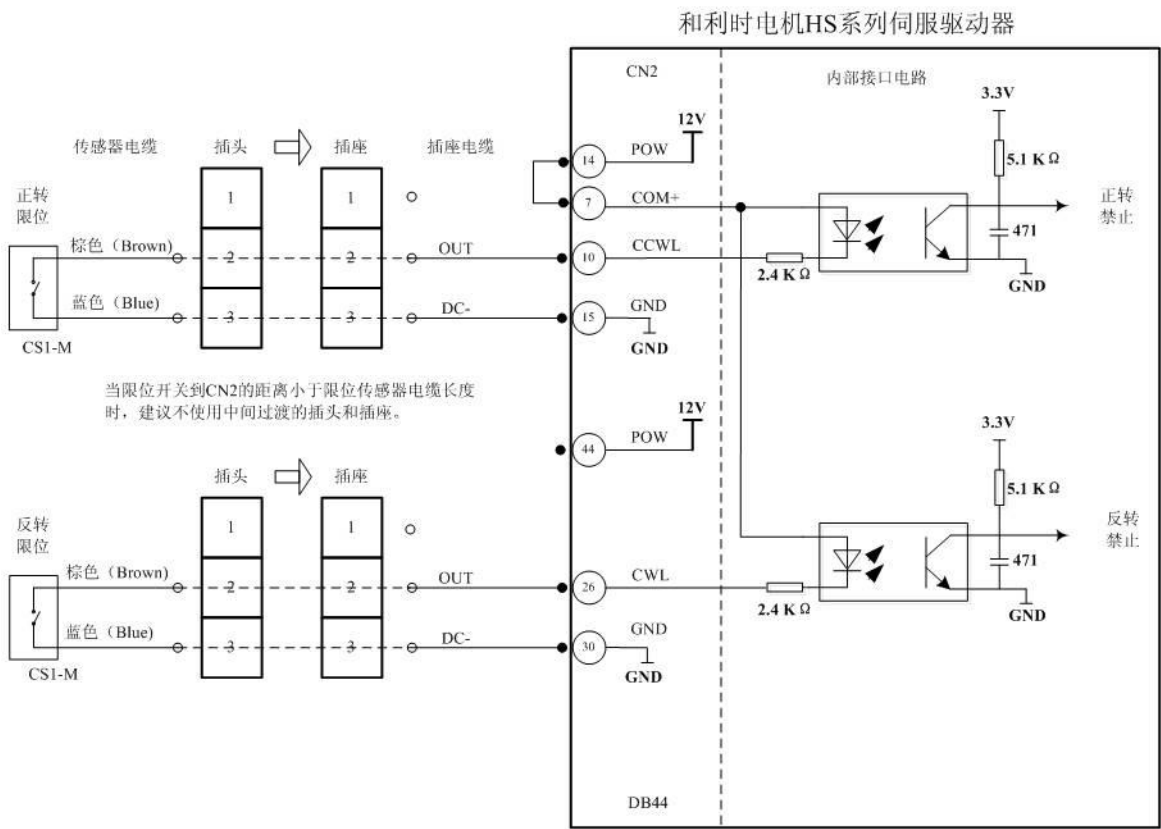 和利时电机HS系列伺服驱动器
CN2
内部接口电路
3.3V
12V
传感器电缆
插头
插座
插座电缆
14
POW
5.1 K Ω
正转
限位
1
1
7
COM+
正转
禁止
棕色（Brown)
2
2
OUT
10
CCWL
2.4 K Ω
471
GND
蓝色（Blue)
3
3
DC-
15
GND
GND
CS1-M
当限位开关到CN2的距离小于限位传感器电缆长度
时，建议不使用中间过渡的插头和插座。
12V
3.3V
44
POW
插头
插座
5.1 K Ω
反转
限位
1
1
反转
禁止
棕色（Brown)
2
2
OUT
26
CWL
2.4 K Ω
471
GND
蓝色（Blue)
3
3
DC-
30
GND
GND
CS1-M
DB44